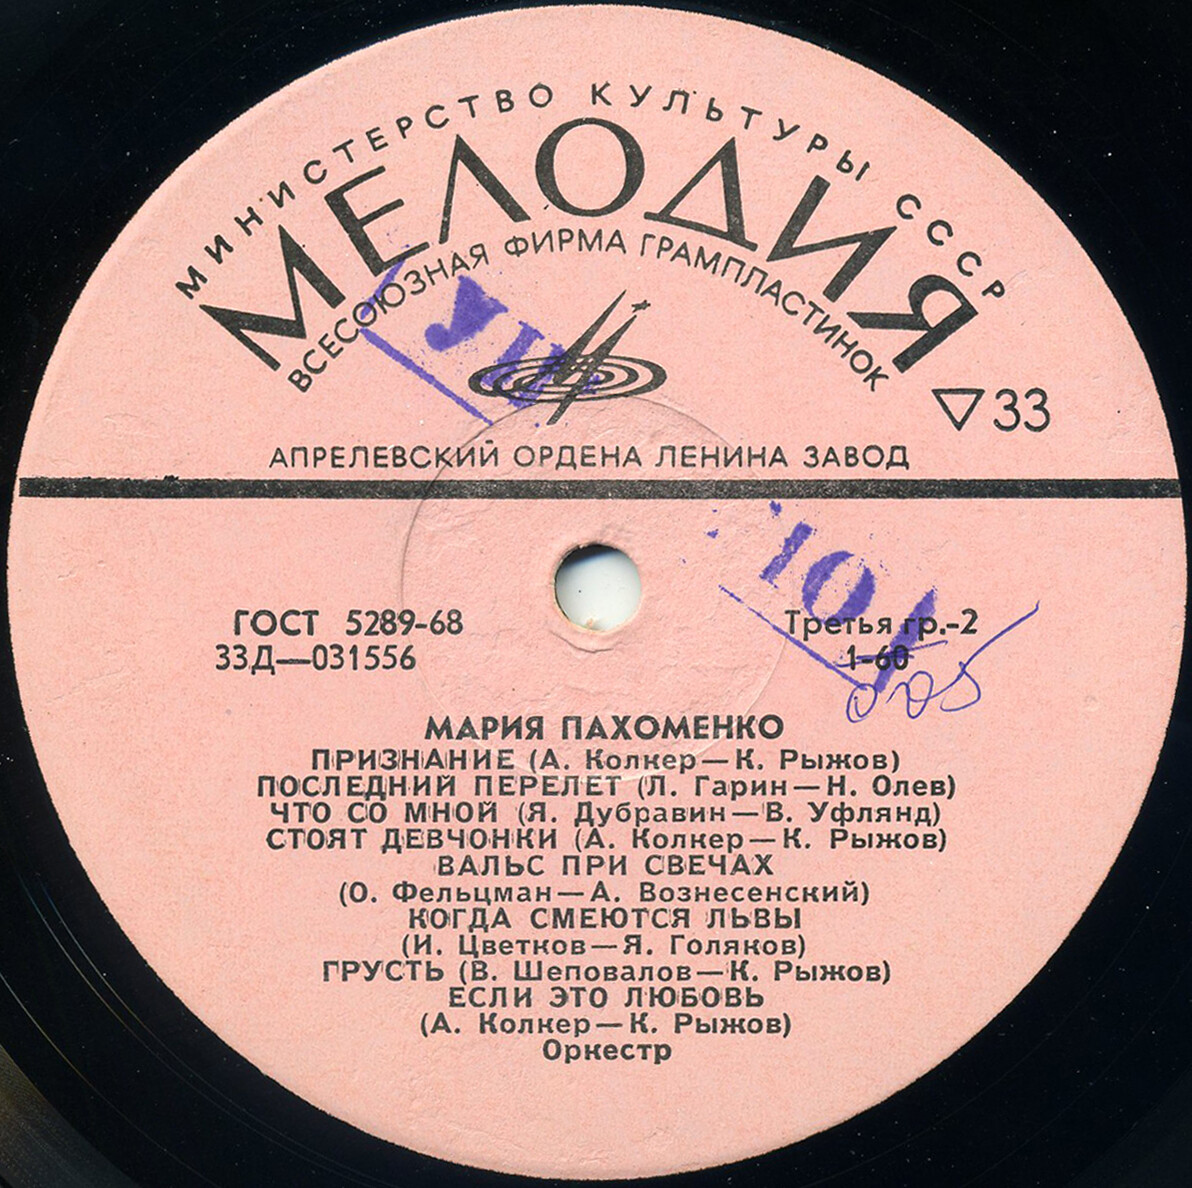 МИНИСТЕРСТВО КУЛЬТУРЫ СССР
МЕЛОДИЯ
ВСЕСОЮЗНАЯ ФИРМА ГРАМПЛАСТИНОК
33
АПРЕЛЕВСКИЙ ОРДЕНА ЛЕНИНА ЗАВОД
ГОСТ 5289-68
33Д—031556
Третья гр.-2
1-60
МАРИЯ ПАХОМЕНКО
ПРИЗНАНИЕ (А. Колкер—К. Рыжов)
ПОСЛЕДНИЙ ПЕРЕЛЕТ (Л. Гарин—Н. Олев)
ЧТО СО МНОЙ (Я. Дубравин—В. Уфлянд)
СТОЯТ ДЕВЧОНКИ (А. Колкер—К. Рыжов)
ВАЛЬС ПРИ СВЕЧАХ
(О. Фельцман—А. Вознесенский)
КОГДА СМЕЮТСЯ ЛЬВЫ
(И. Цветков—Я. Голяков)
ГРУСТЬ (В. Шеповалов—К. Рыжов)
ЕСЛИ ЭТО ЛЮБОВЬ
(А. Колкер—К. Рыжов)
Оркестр